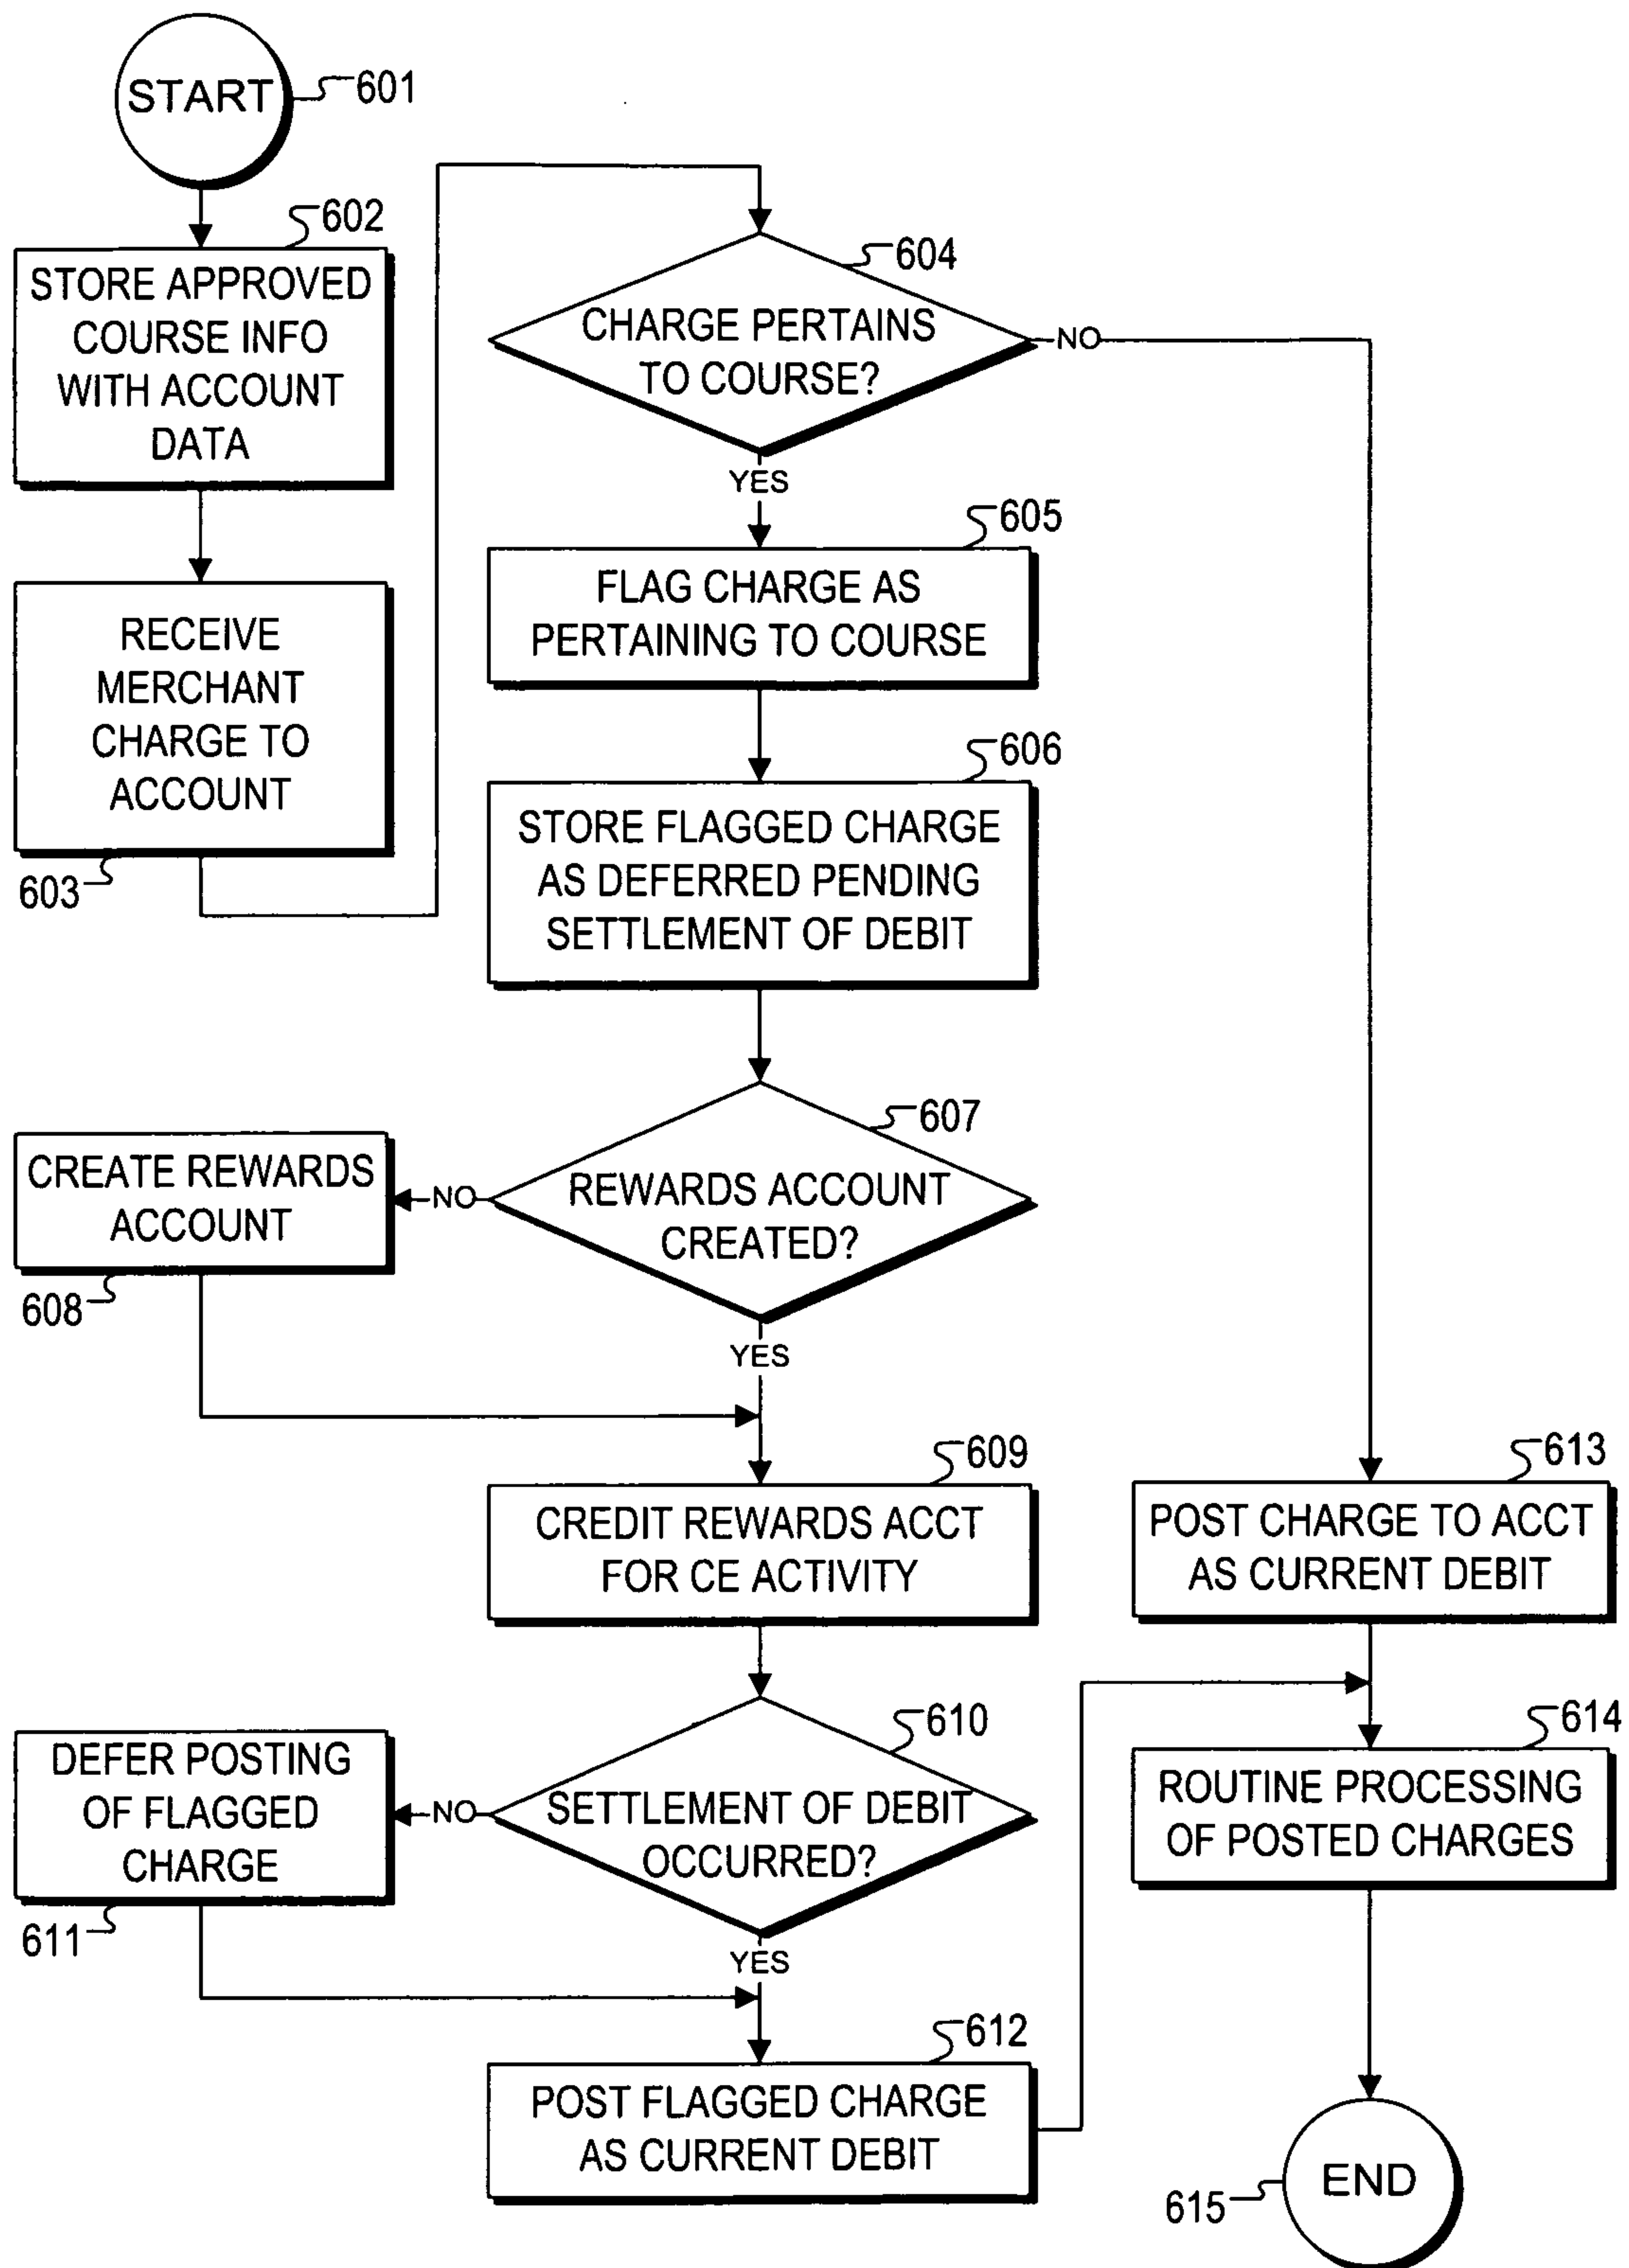 START
601
602
STORE APPROVED
COURSE INFO
WITH ACCOUNT
DATA
RECEIVE
MERCHANT
CHARGE TO
ACCOUNT
603
604
CHARGE PERTAINS
TO COURSE?
NO
YES
605
FLAG CHARGE AS
PERTAINING TO COURSE
606
STORE FLAGGED CHARGE
AS DEFERRED PENDING
SETTLEMENT OF DEBIT
607
REWARDS ACCOUNT
CREATED?
NO
CREATE REWARDS
ACCOUNT
608
YES
609
CREDIT REWARDS ACCT
FOR CE ACTIVITY
610
SETTLEMENT OF DEBIT
OCCURRED?
NO
DEFER POSTING
OF FLAGGED
CHARGE
611
YES
612
POST FLAGGED CHARGE
AS CURRENT DEBIT
613
POST CHARGE TO ACCT
AS CURRENT DEBIT
614
ROUTINE PROCESSING
OF POSTED CHARGES
END
615